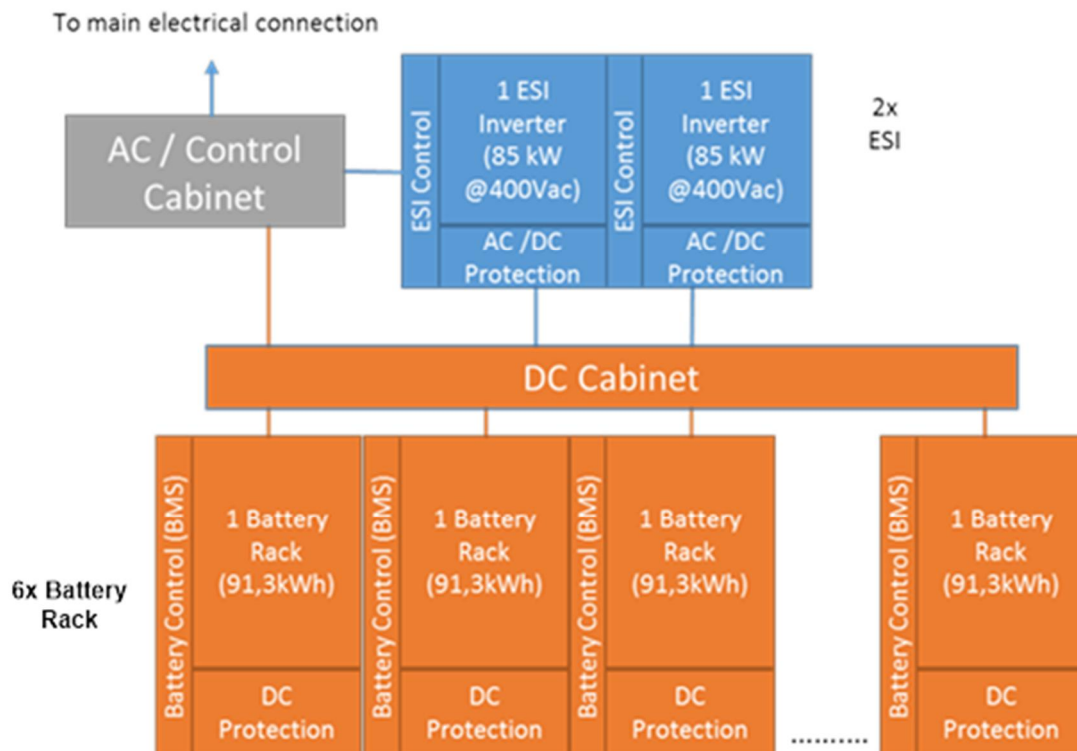 To main electrical connection
AC / Control
Cabinet
ESI Control
1 ESI
Inverter
(85 kW
@400Vac)
AC /DC
Protection
ESI Control
1 ESI
Inverter
(85 kW
@400Vac)
AC /DC
Protection
2x
ESI
DC Cabinet
6x Battery
Rack
Battery Control (BMS)
1 Battery
Rack
(91,3kWh)
DC
Protection
Battery Control (BMS)
1 Battery
Rack
(91,3kWh)
DC
Protection
Battery Control (BMS)
1 Battery
Rack
(91,3kWh)
DC
Protection
..........
Battery Control (BMS)
1 Battery
Rack
(91,3kWh)
DC
Protection